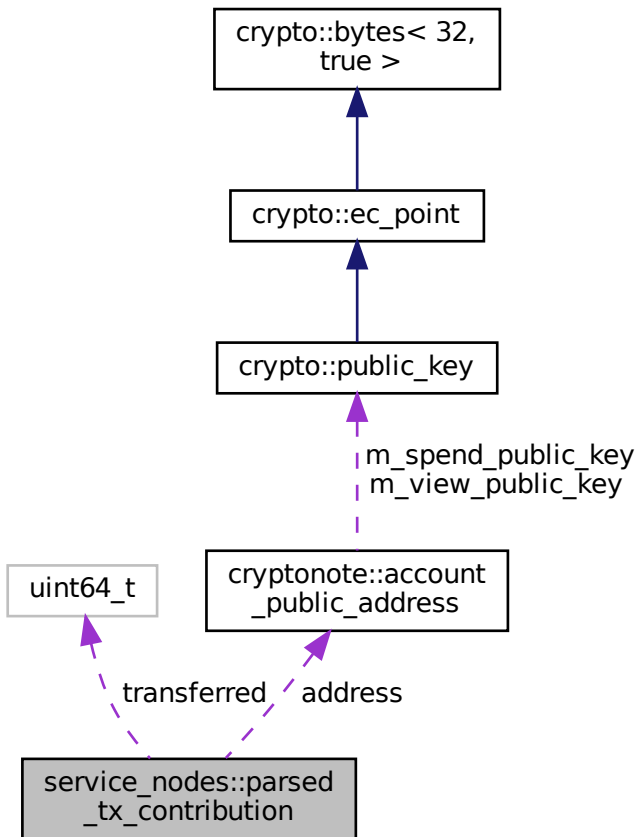 crypto::bytes< 32,
true >
crypto::ec_point
crypto::public_key
m_spend_public_key
m_view_public_key
uint64_t
cryptonote::account
_public_address
transferred
address
service_nodes::parsed
_tx_contribution